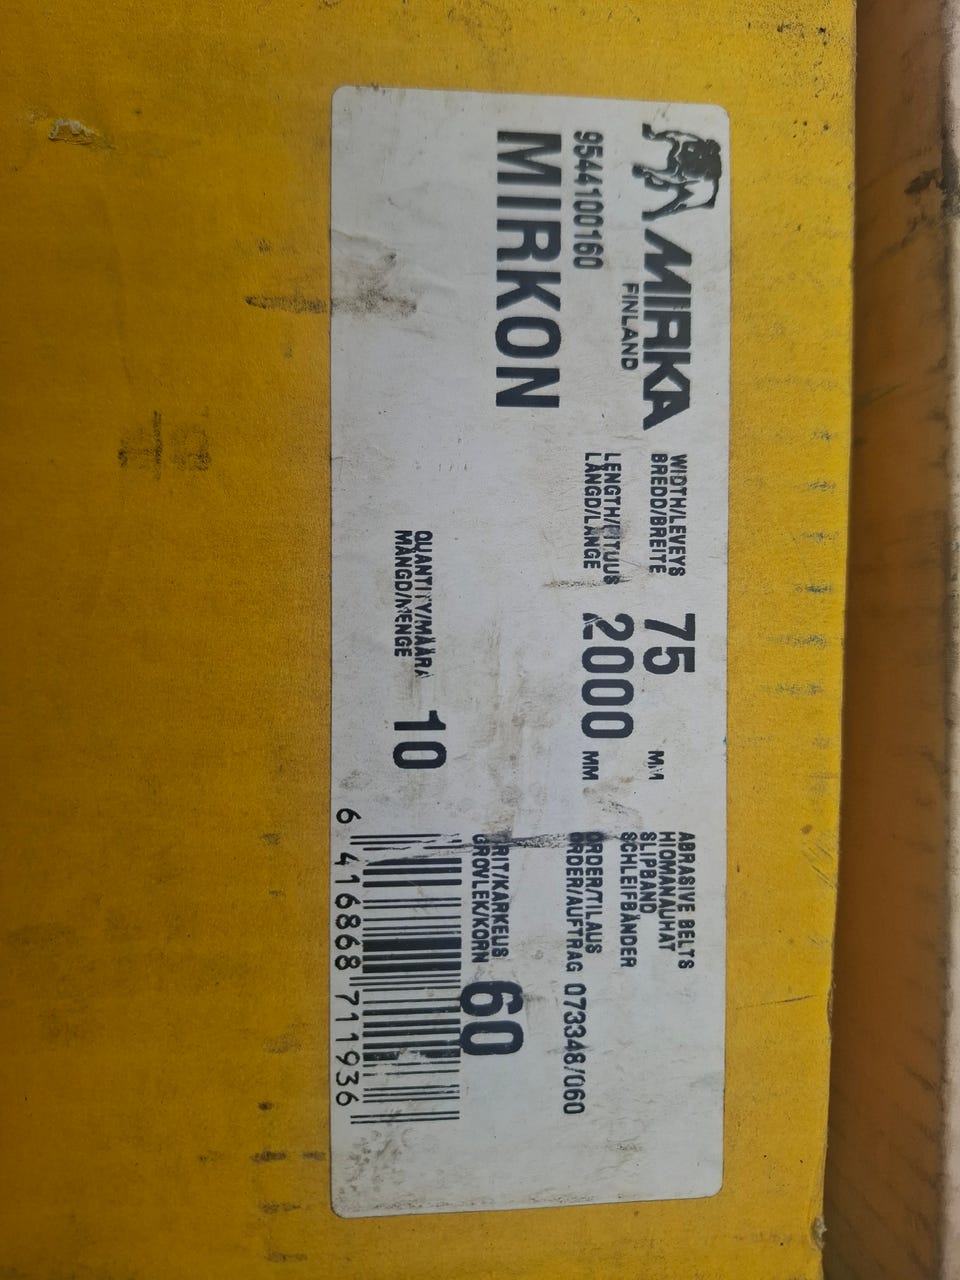 MIRKA
FINLAND
9544100160
MIRKON
WIDTH/LEVEYS
BREDD/BREITE
75 MM
LENGTH/PITUUS
LÄNGD/LÄNGE
2000 MM
QUANTITY/MÄÄRÄ
MÄNGD/MENGE
10
ABRASIVE BELTS
HIOMANAUHAT
SLIPBAND
SCHLEIFBÄNDER
ORDER/TILAUS
ORDER/AUFTRAG 073348/060
GRIT/KARKEUS
GROVLEK/KORN
60
6 416868 711936